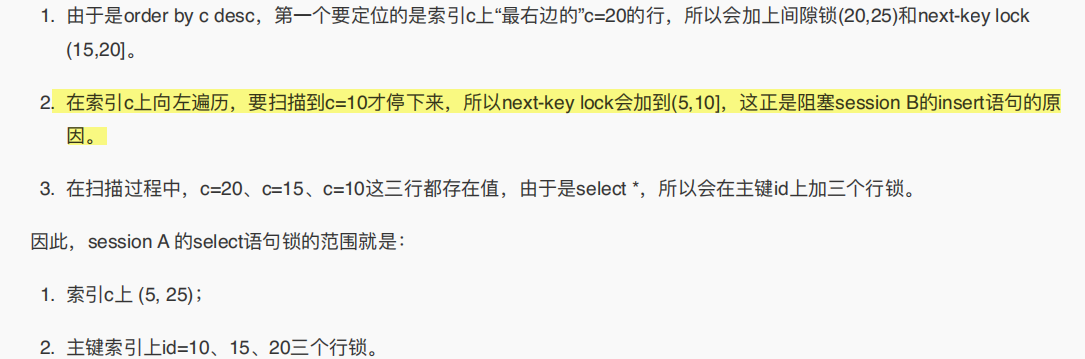 1. 由于是order by c desc，第一个要定位的是索引c上“最右边的”c=20的行，所以会加上间隙锁(20,25)和next-key lock
(15,20]。
2. 在索引c上向左遍历，要扫描到c=10才停下来，所以next-key lock会加到(5,10]，这正是阻塞session B的insert语句的原
因。
3. 在扫描过程中，c=20、c=15、c=10这三行都存在值，由于是select *，所以会在主键id上加三个行锁。
因此，session A 的select语句锁的范围就是：
1. 索引c上 (5, 25)；
2. 主键索引上id=10、15、20三个行锁。